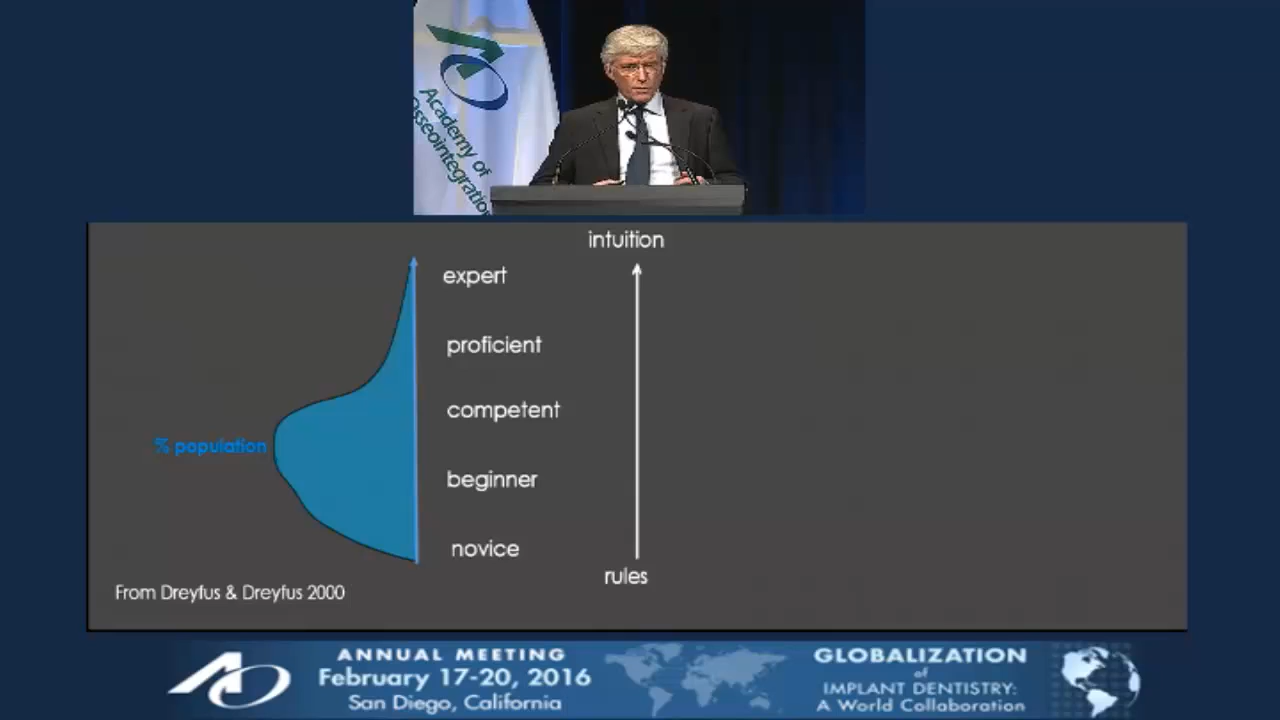 Academy of
Osseointegration
intuition
expert
proficient
competent
% population
beginner
novice
rules
From Dreyfus & Dreyfus 2000
ANNUAL MEETING
February 17-20, 2016
San Diego, California
GLOBALIZATION
of
IMPLANT DENTISTRY:
A World Collaboration